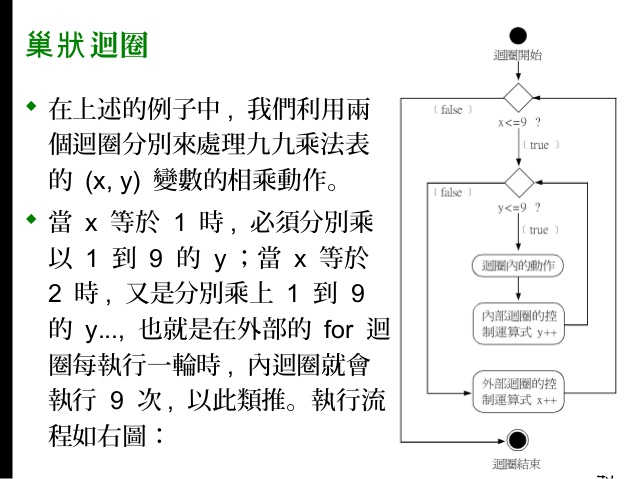 巢狀迴圈
在上述的例子中, 我們利用兩
個迴圈分別來處理九九乘法表
的 (x, y) 變數的相乘動作。
當 x 等於 1 時, 必須分別乘
以 1 到 9 的 y ;當 x 等於
2 時, 又是分別乘上 1 到 9
的 y..., 也就是在外部的 for 迴
圈每執行一輪時, 內迴圈就會
執行 9 次, 以此類推。執行流
程如右圖:
迴圈開始
〔false 〕
x<=9 ?
〔true 〕
〔false 〕
y<=9 ?
〔true 〕
迴圈內的動作
內部迴圈的控
制運算式 y++
外部迴圈的控
制運算式 x++
迴圈結束